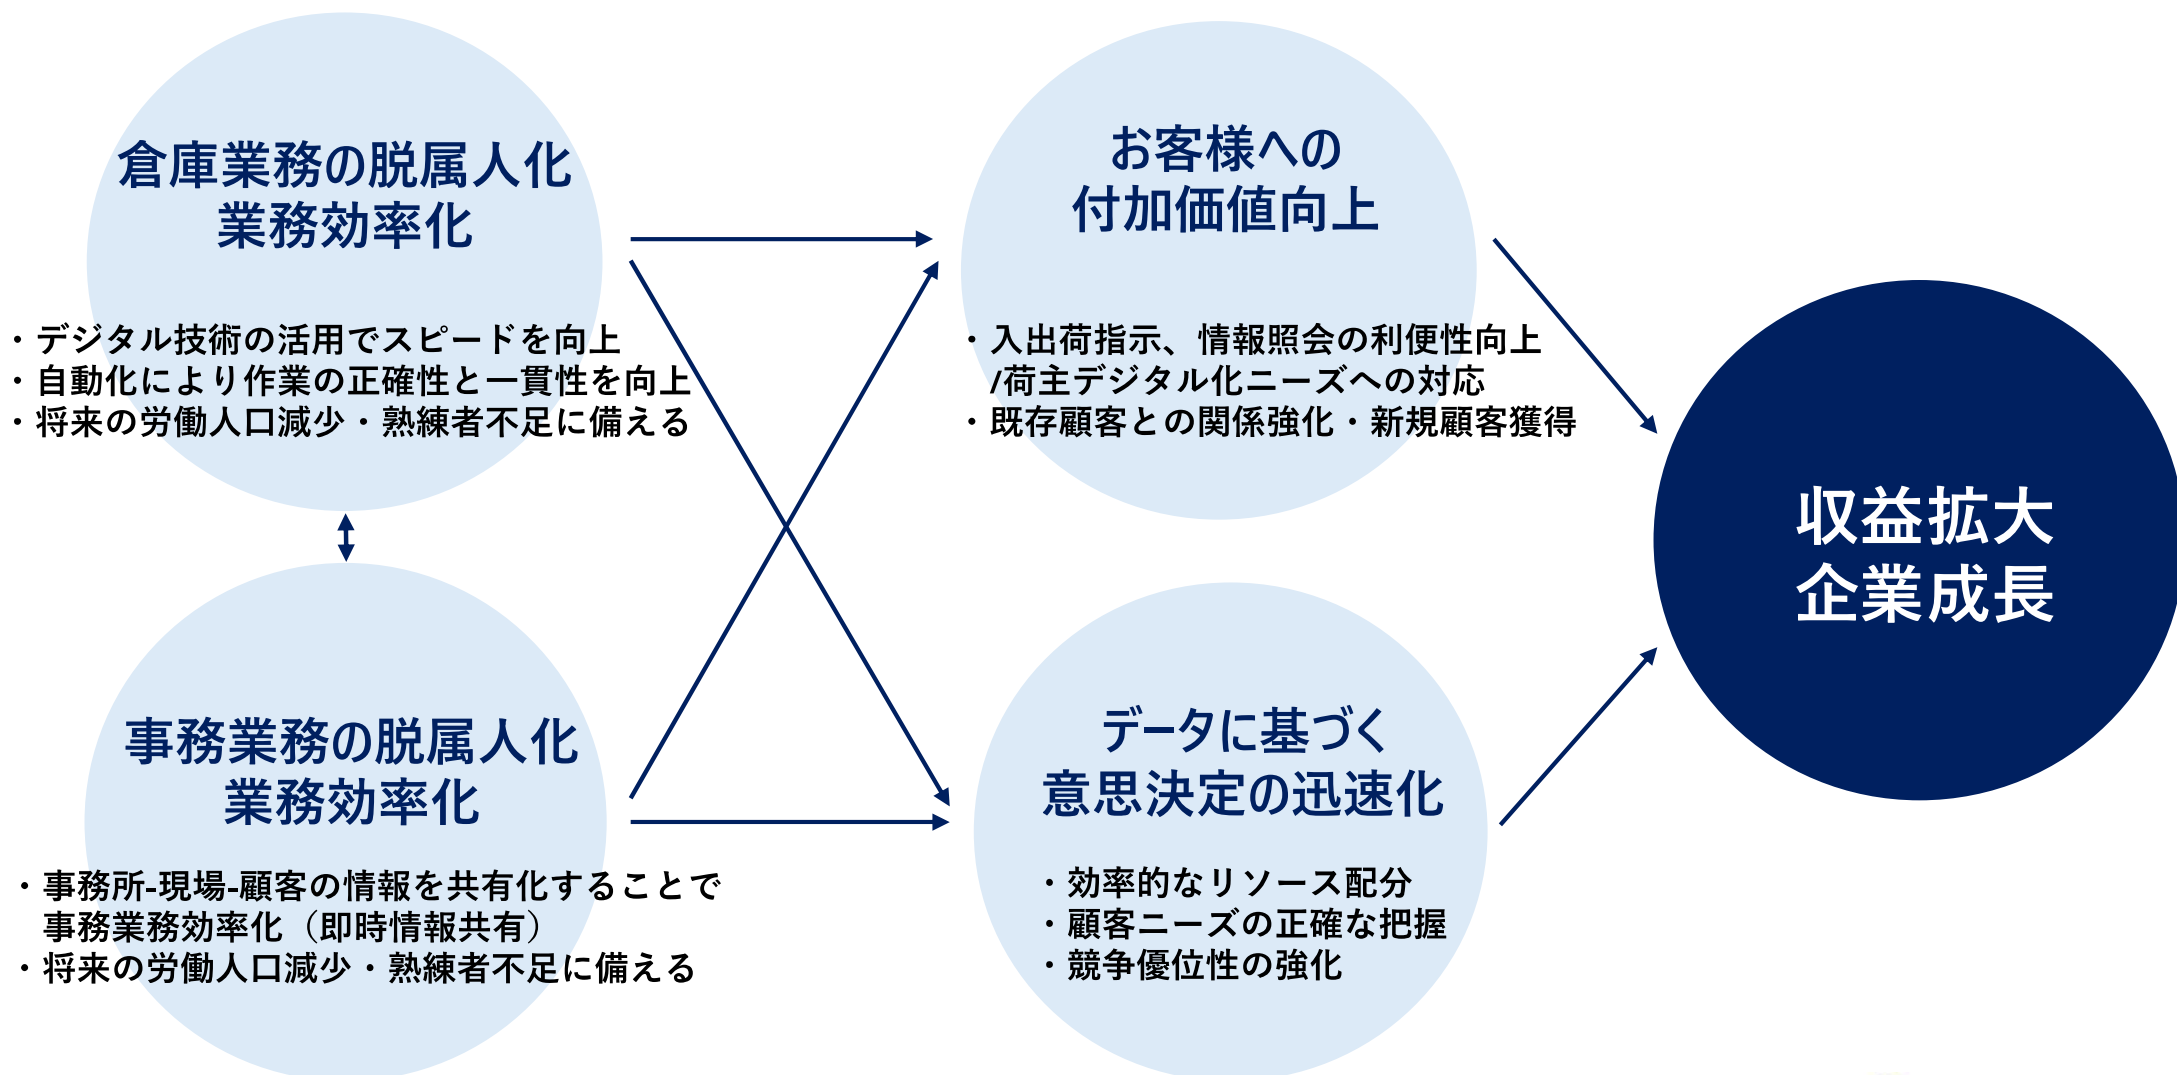 倉庫業務の脱属人化
業務効率化
・デジタル技術の活用でスピードを向上
・自動化により作業の正確性と一貫性を向上
・将来の労働人口減少・熟練者不足に備える
事務業務の脱属人化
業務効率化
・事務所-現場-顧客の情報を共有化することで
事務業務効率化（即時情報共有）
・将来の労働人口減少・熟練者不足に備える
お客様への
付加価値向上
・入出荷指示、情報照会の利便性向上
/荷主デジタル化ニーズへの対応
・既存顧客との関係強化・新規顧客獲得
データに基づく
意思決定の迅速化
・効率的なリソース配分
・顧客ニーズの正確な把握
・競争優位性の強化
収益拡大
企業成長